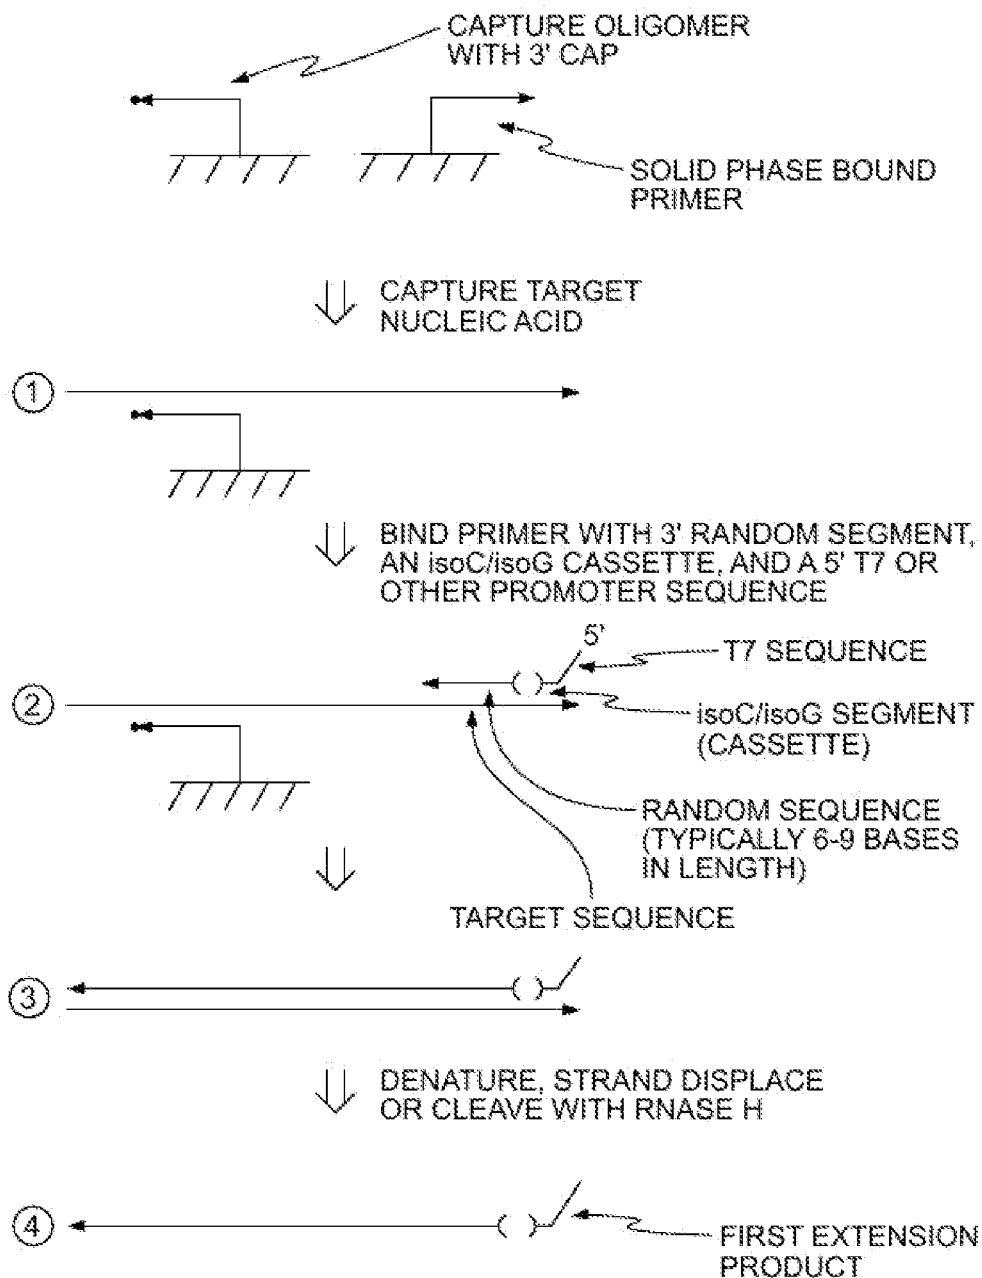 CAPTURE OLIGOMER
WITH 3' CAP
SOLID PHASE BOUND
PRIMER
CAPTURE TARGET
NUCLEIC ACID
1
BIND PRIMER WITH 3' RANDOM SEGMENT,
AN isoC/isoG CASSETTE, AND A 5' T7 OR
OTHER PROMOTER SEQUENCE
5'
T7 SEQUENCE
2
isoC/isoG SEGMENT
(CASSETTE)
RANDOM SEQUENCE
(TYPICALLY 6-9 BASES
IN LENGTH)
TARGET SEQUENCE
3
DENATURE, STRAND DISPLACE
OR CLEAVE WITH RNASE H
4
FIRST EXTENSION
PRODUCT